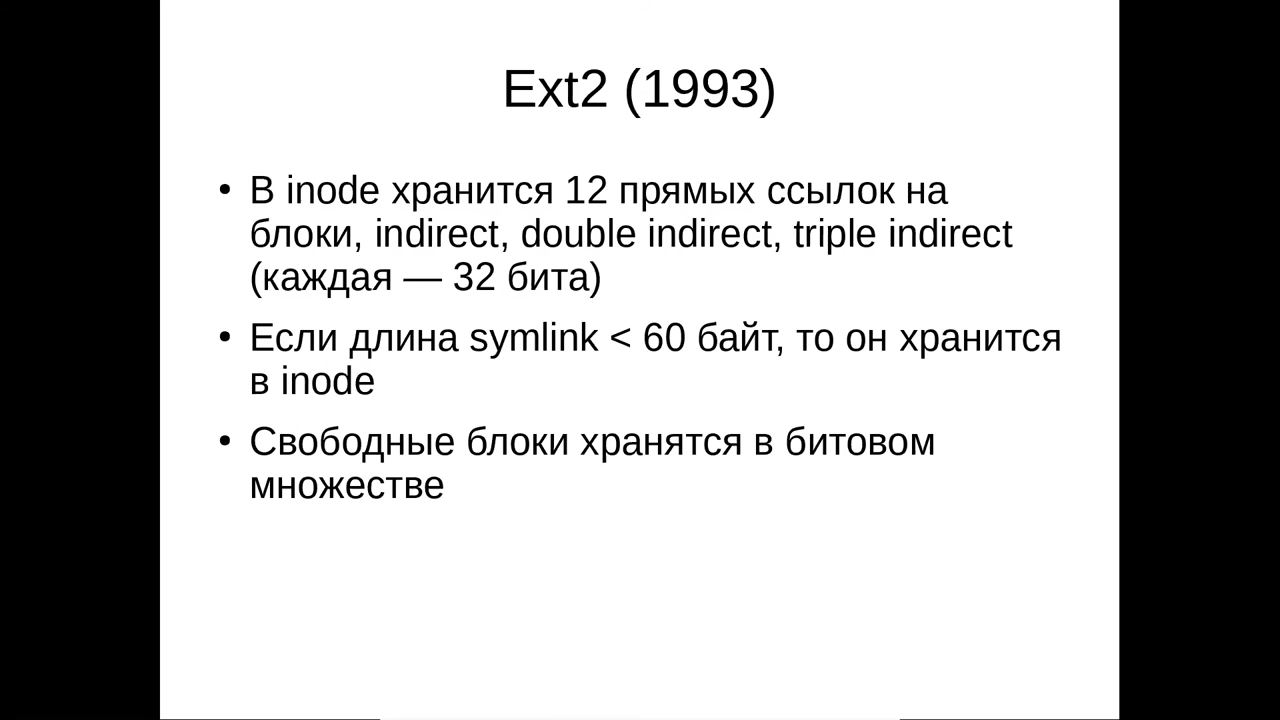 Ext2 (1993)
• В inode хранится 12 прямых ссылок на
блоки, indirect, double indirect, triple indirect
(каждая — 32 бита)
• Если длина symlink < 60 байт, то он хранится
в inode
• Свободные блоки хранятся в битовом
множестве